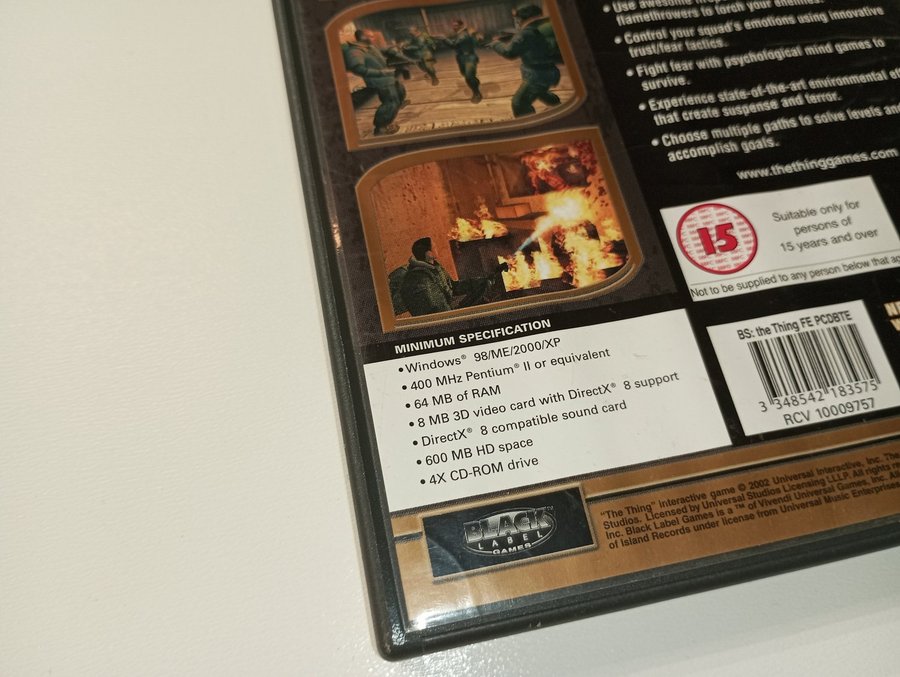 • Use awesome
flamethrowers to torch your enemies.
• Control your squad's emotions using innovative
trust/fear tactics.
• Fight fear with psychological mind games to
survive.
• Experience state-of-the-art environmental
that create suspense and terror.
• Choose multiple paths to solve levels and
accomplish goals.
www.thethinggames.com
15
Suitable only for
persons of
15 years and over
Not to be supplied to any person below that
MINIMUM SPECIFICATION
• Windows® 98/ME/2000/XP
• 400 MHz Pentium® II or equivalent
• 64 MB of RAM
• 8 MB 3D video card with DirectX® 8 support
• DirectX® 8 compatible sound card
• 600 MB HD space
• 4X CD-ROM drive
BS: the Thing FE PCDBTE
3 348542 183575
RCV 10009757
BLACK™
LABEL
GAMES
"The Thing" Interactive game © 2002 Universal Interactive, Inc. The
Studios. Licensed by Universal Studios Licensing LLLP. All rights
Inc. Black Label Games is a ™ of Vivendi Universal Games, Inc.
of Island Records under license from Universal Music Enterprises